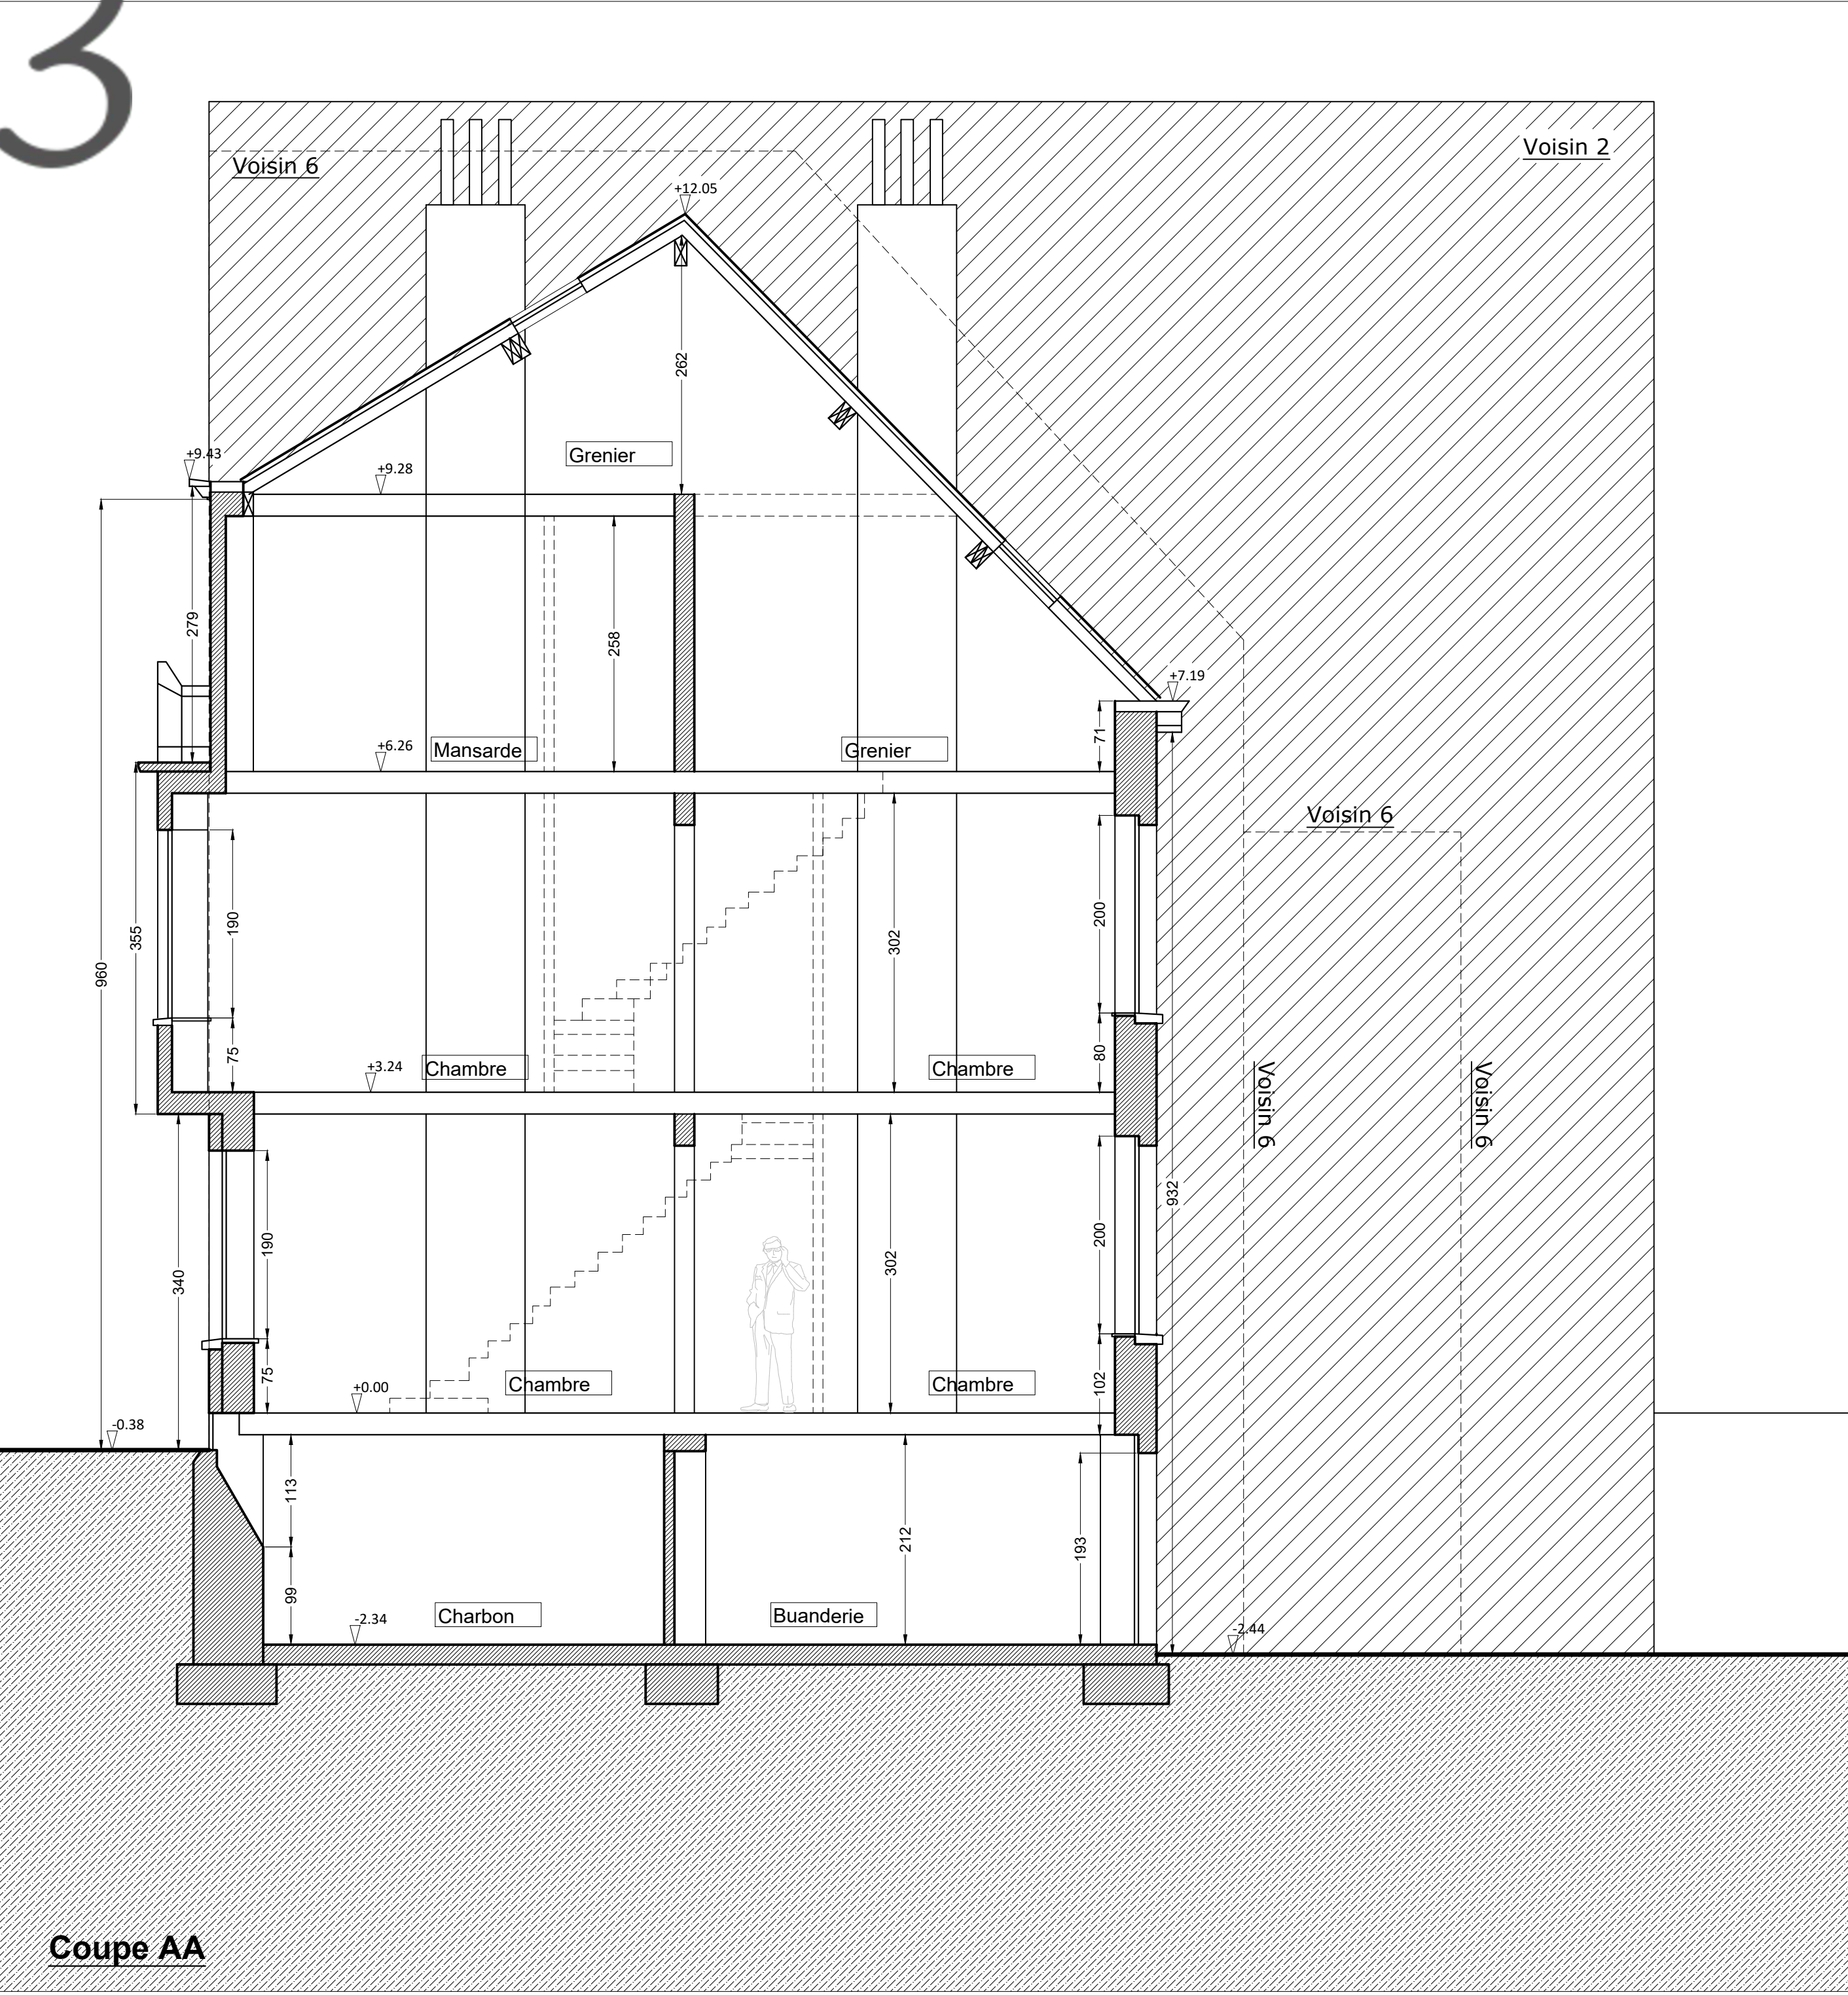 3
Voisin 6
Voisin 2
+12.05
262
Grenier
+9.43
+9.28
279
258
+7.19
71
Mansarde
Grenier
+6.26
Voisin 6
190
200
355
302
960
75
80
+3.24
Chambre
Chambre
Voisin 6
Voisin 6
932
190
200
340
302
75
102
+0.00
Chambre
Chambre
-0.38
113
212
193
99
Charbon
Buanderie
-2.34
-2.44
Coupe AA